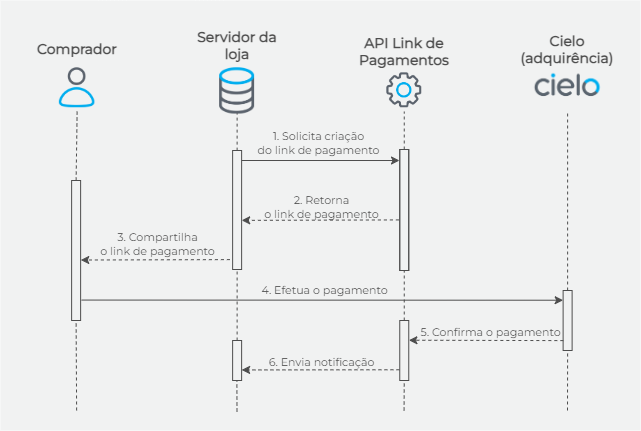 Comprador
Servidor da
loja
API Link de
Pagamentos
Cielo
(adquirência)
cielo
1. Solicita criação
do link de pagamento
2. Retorna
o link de pagamento
3. Compartilha
o link de pagamento
4. Efetua o pagamento
5. Confirma o pagamento
6. Envia notificação